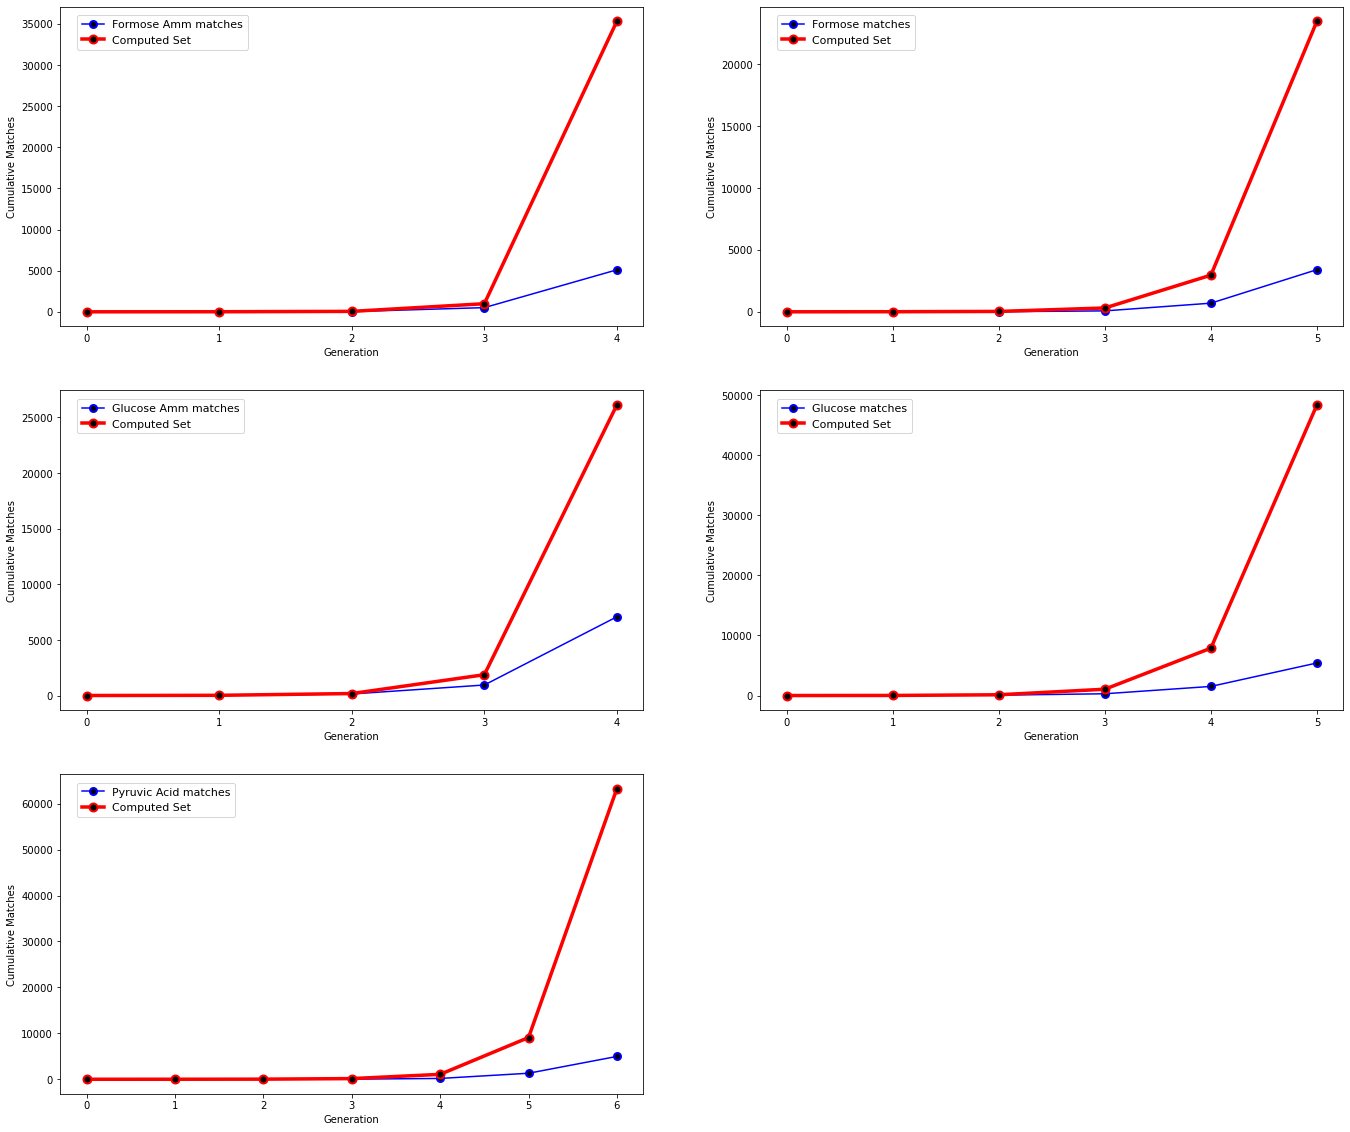 Formose Amm matches
Computed Set
35000
30000
25000
20000
15000
10000
5000
0
Cumulative Matches
0 1 2 3 4
Generation
Formose matches
Computed Set
20000
15000
10000
5000
0
Cumulative Matches
0 1 2 3 4 5
Generation
Glucose Amm matches
Computed Set
25000
20000
15000
10000
5000
0
Cumulative Matches
0 1 2 3 4
Generation
Glucose matches
Computed Set
50000
40000
30000
20000
10000
0
Cumulative Matches
0 1 2 3 4 5
Generation
Pyruvic Acid matches
Computed Set
60000
50000
40000
30000
20000
10000
0
Cumulative Matches
0 1 2 3 4 5 6
Generation